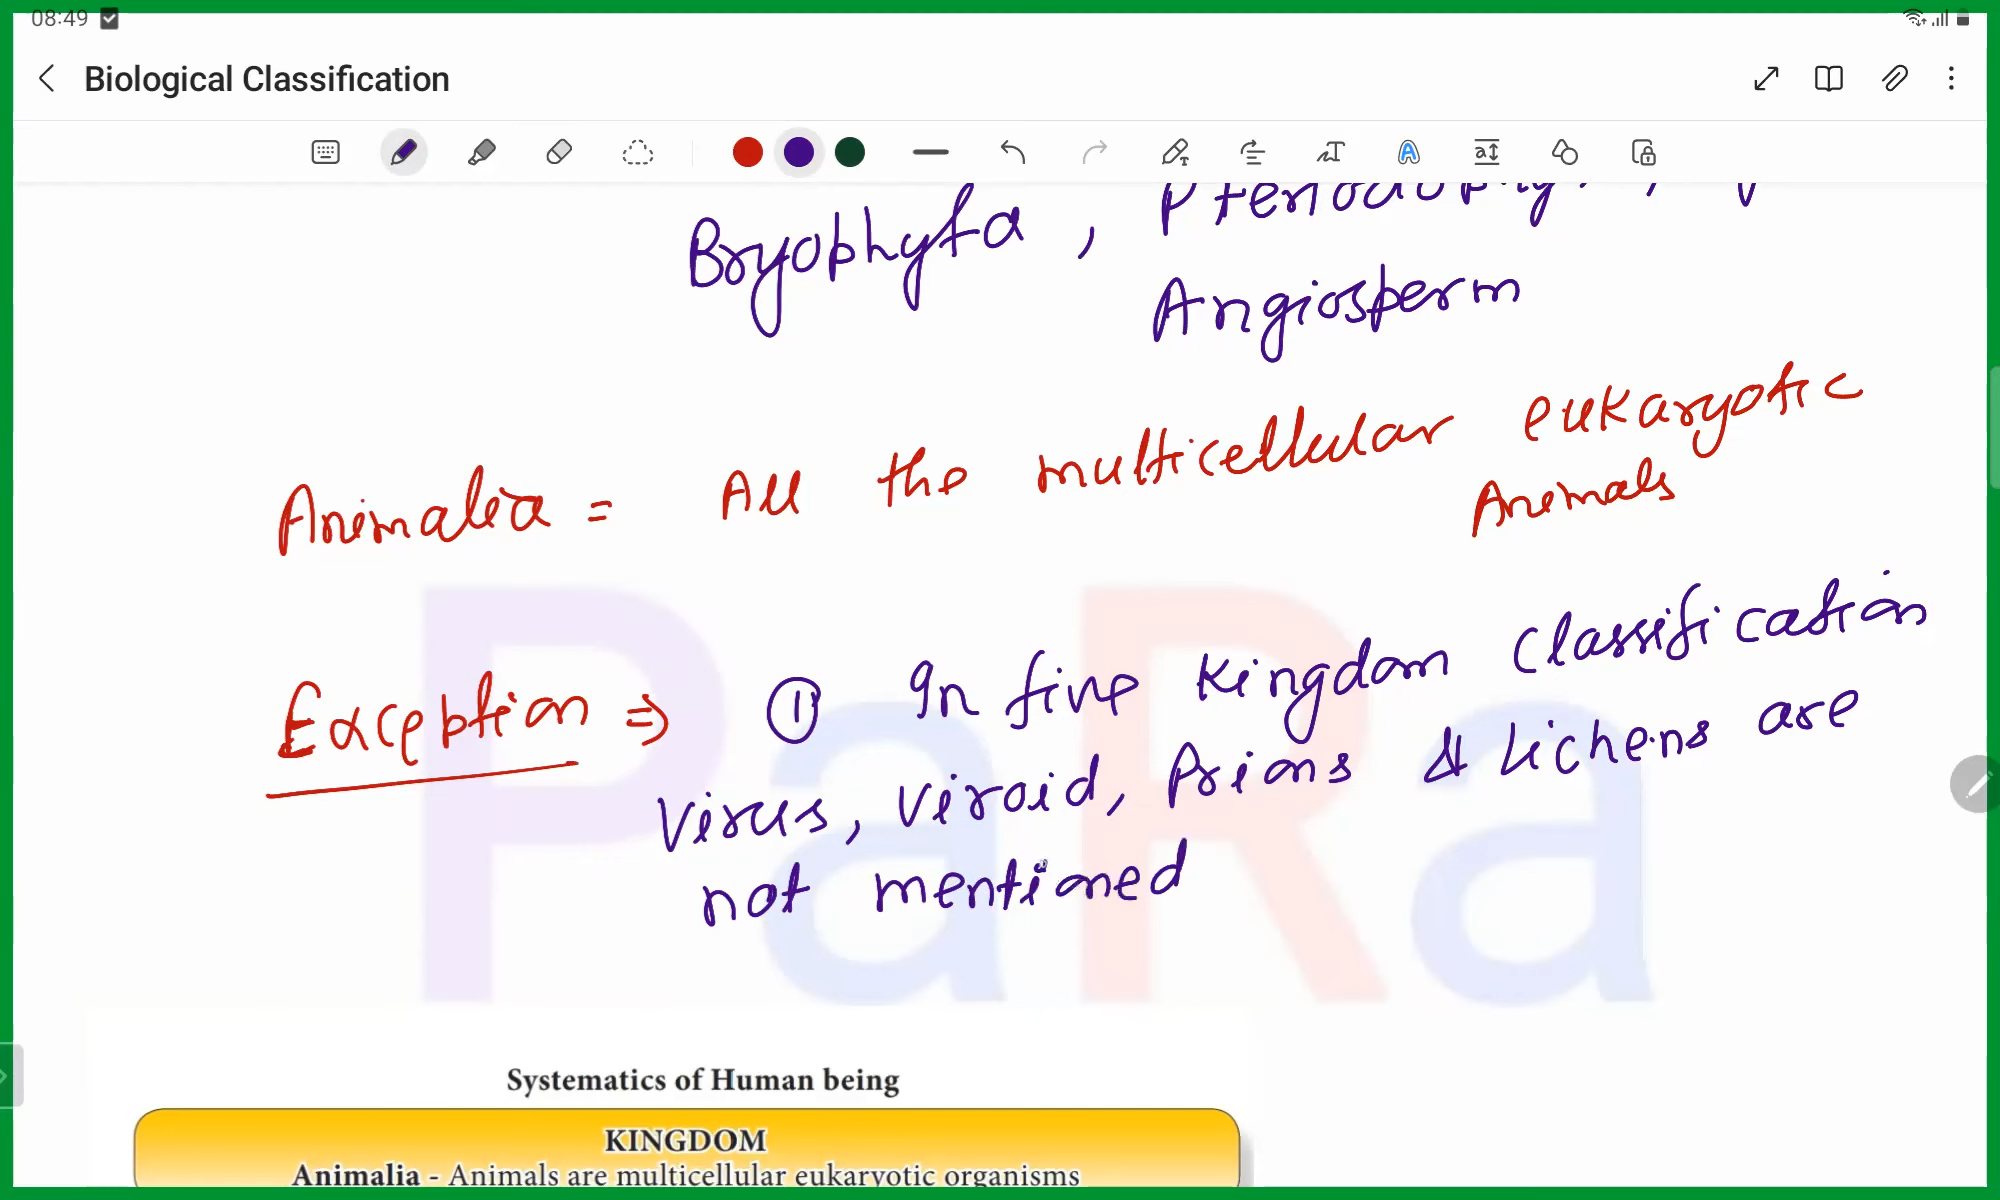 08:49
Biological Classification
Bryophyta ,
Angiosperm
Animalia = All the multicellular eukaryotic
Animals
Exception ⇒ ① In five Kingdom Classification
Virus, Viroid, Prions & Lichens are
not mentioned
PaRa
Systematics of Human being
KINGDOM
Animalia - Animals are multicellular eukaryotic organisms